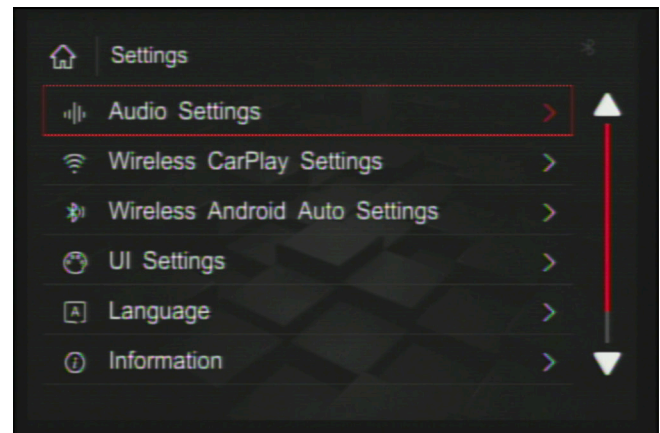 Settings
Audio Settings
Wireless CarPlay Settings
Wireless Android Auto Settings
UI Settings
Language
Information